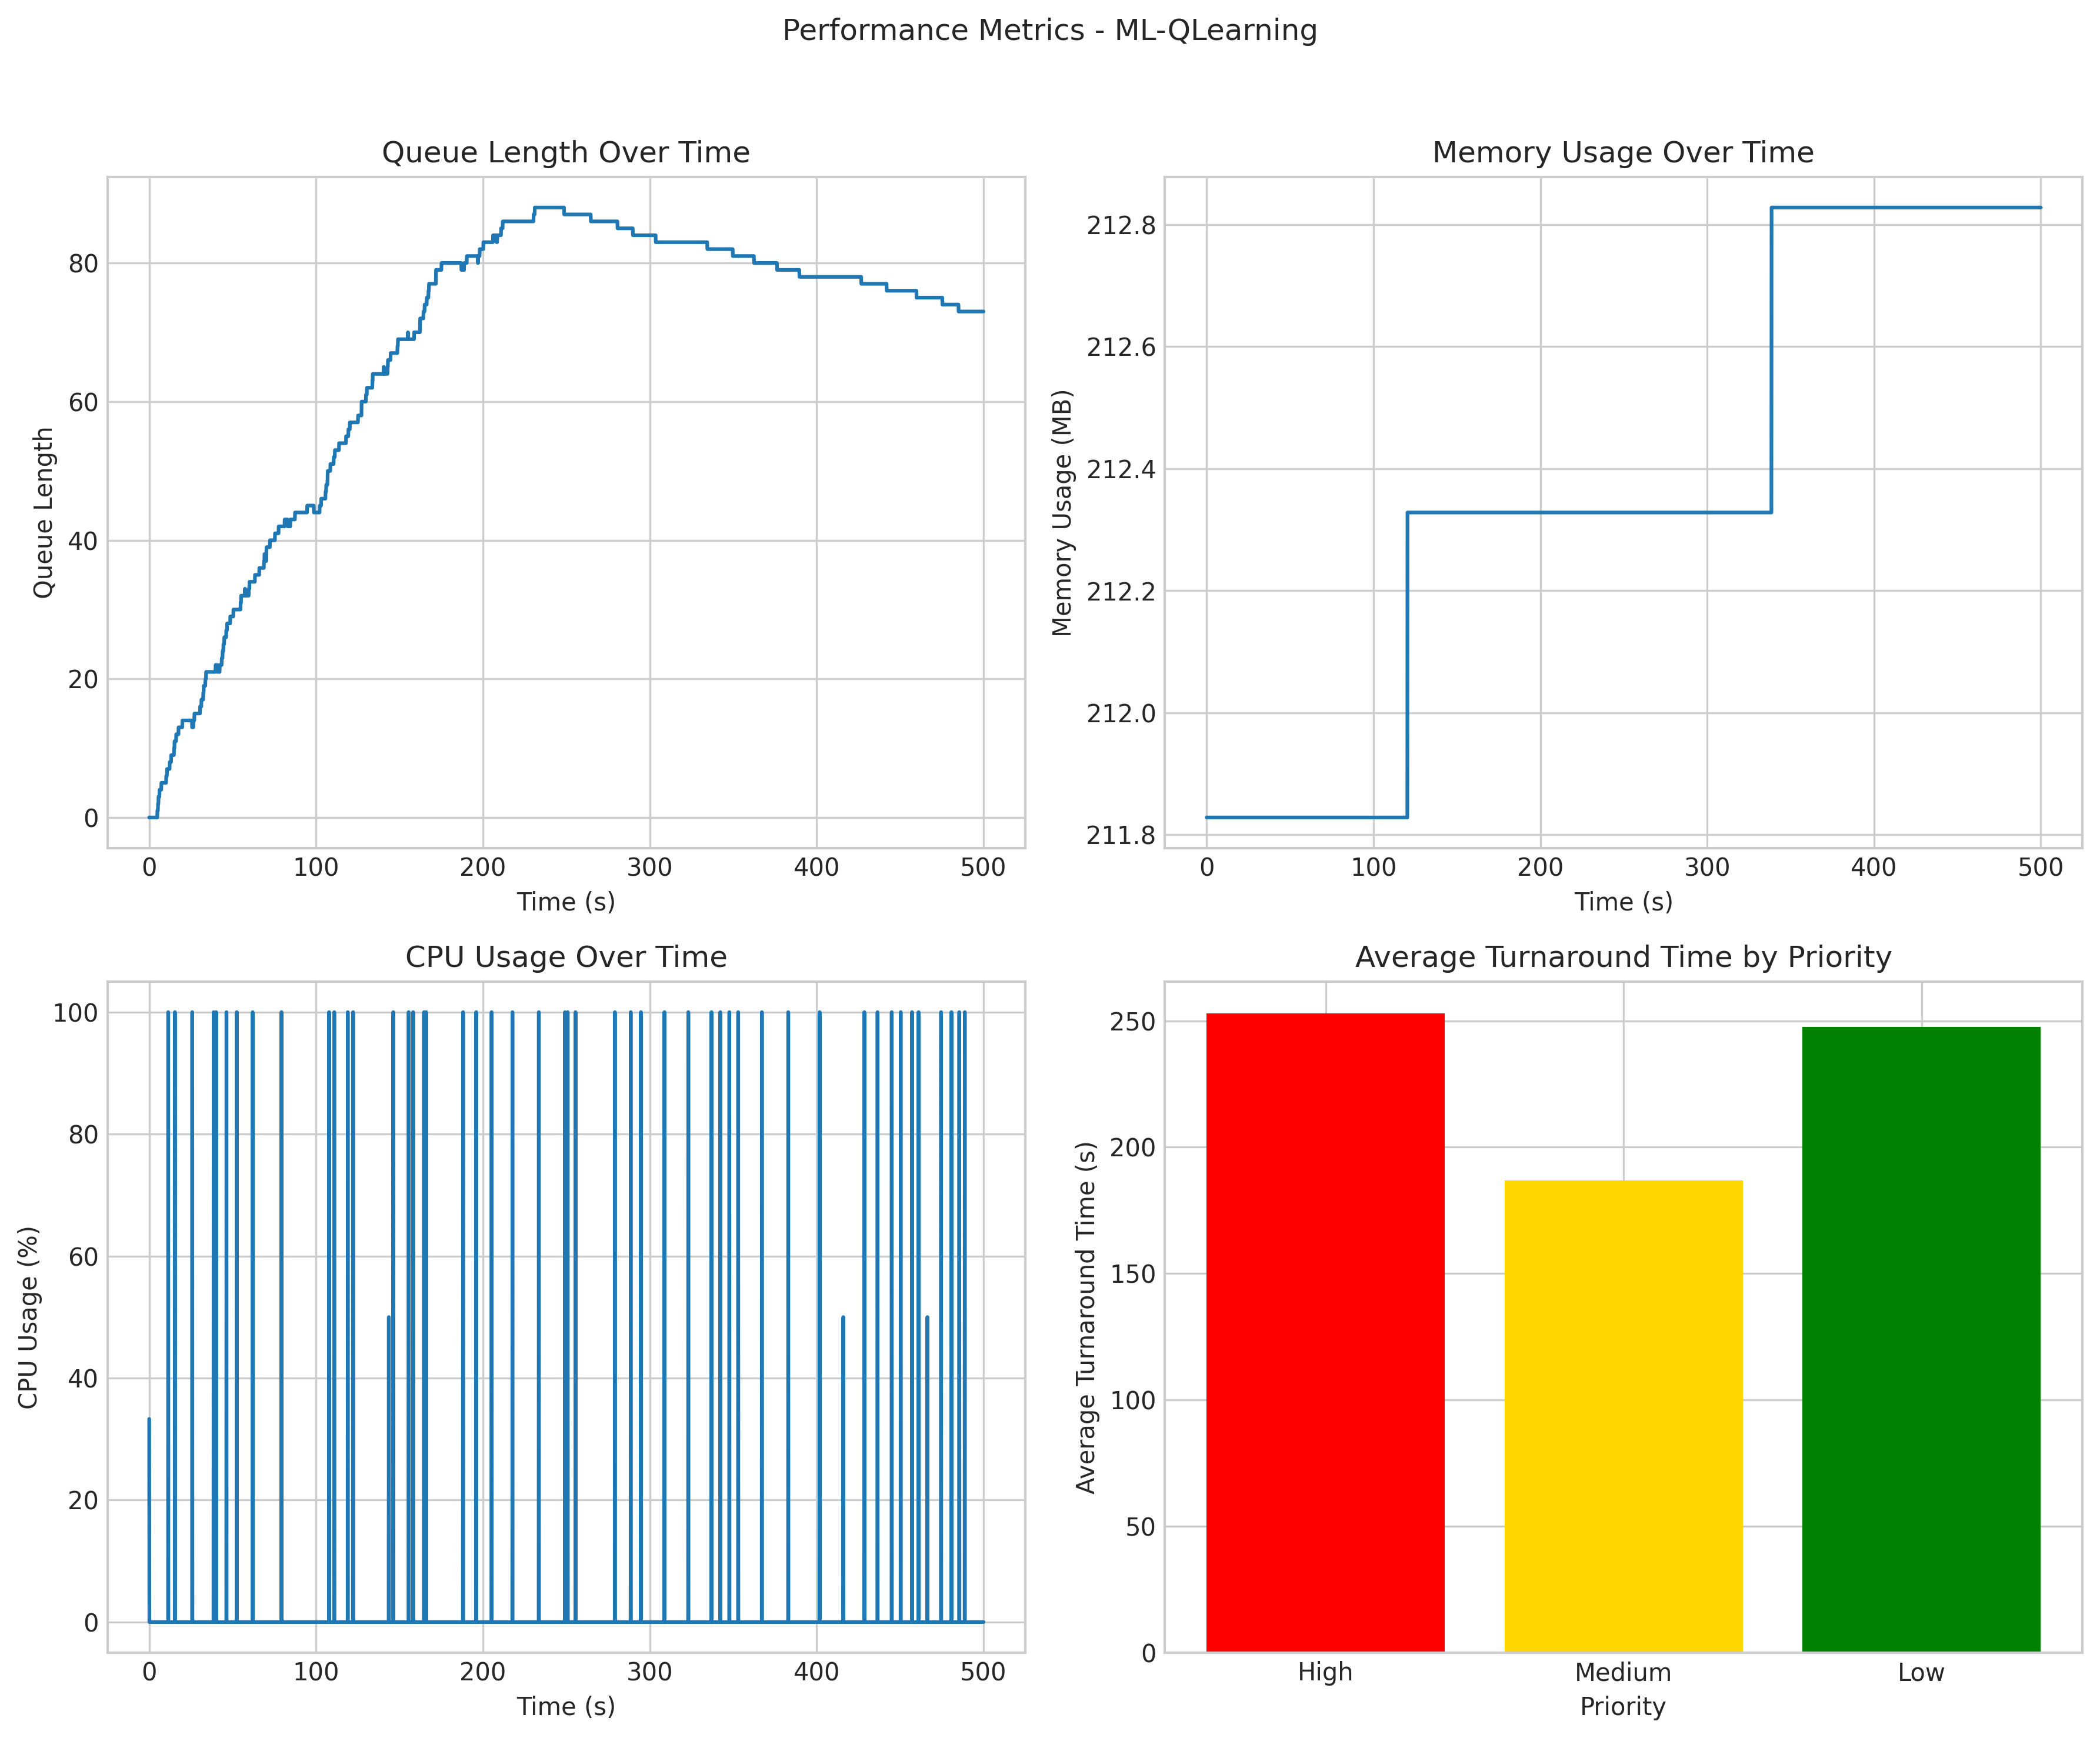 Performance Metrics - ML-QLearning
Queue Length Over Time
Queue Length
80
60
40
20
0
0 100 200 300 400 500
Time (s)
Memory Usage Over Time
Memory Usage (MB)
212.8
212.6
212.4
212.2
212.0
211.8
0 100 200 300 400 500
Time (s)
CPU Usage Over Time
CPU Usage (%)
100
80
60
40
20
0
0 100 200 300 400 500
Time (s)
Average Turnaround Time by Priority
Average Turnaround Time (s)
250
200
150
100
50
0
High Medium Low
Priority